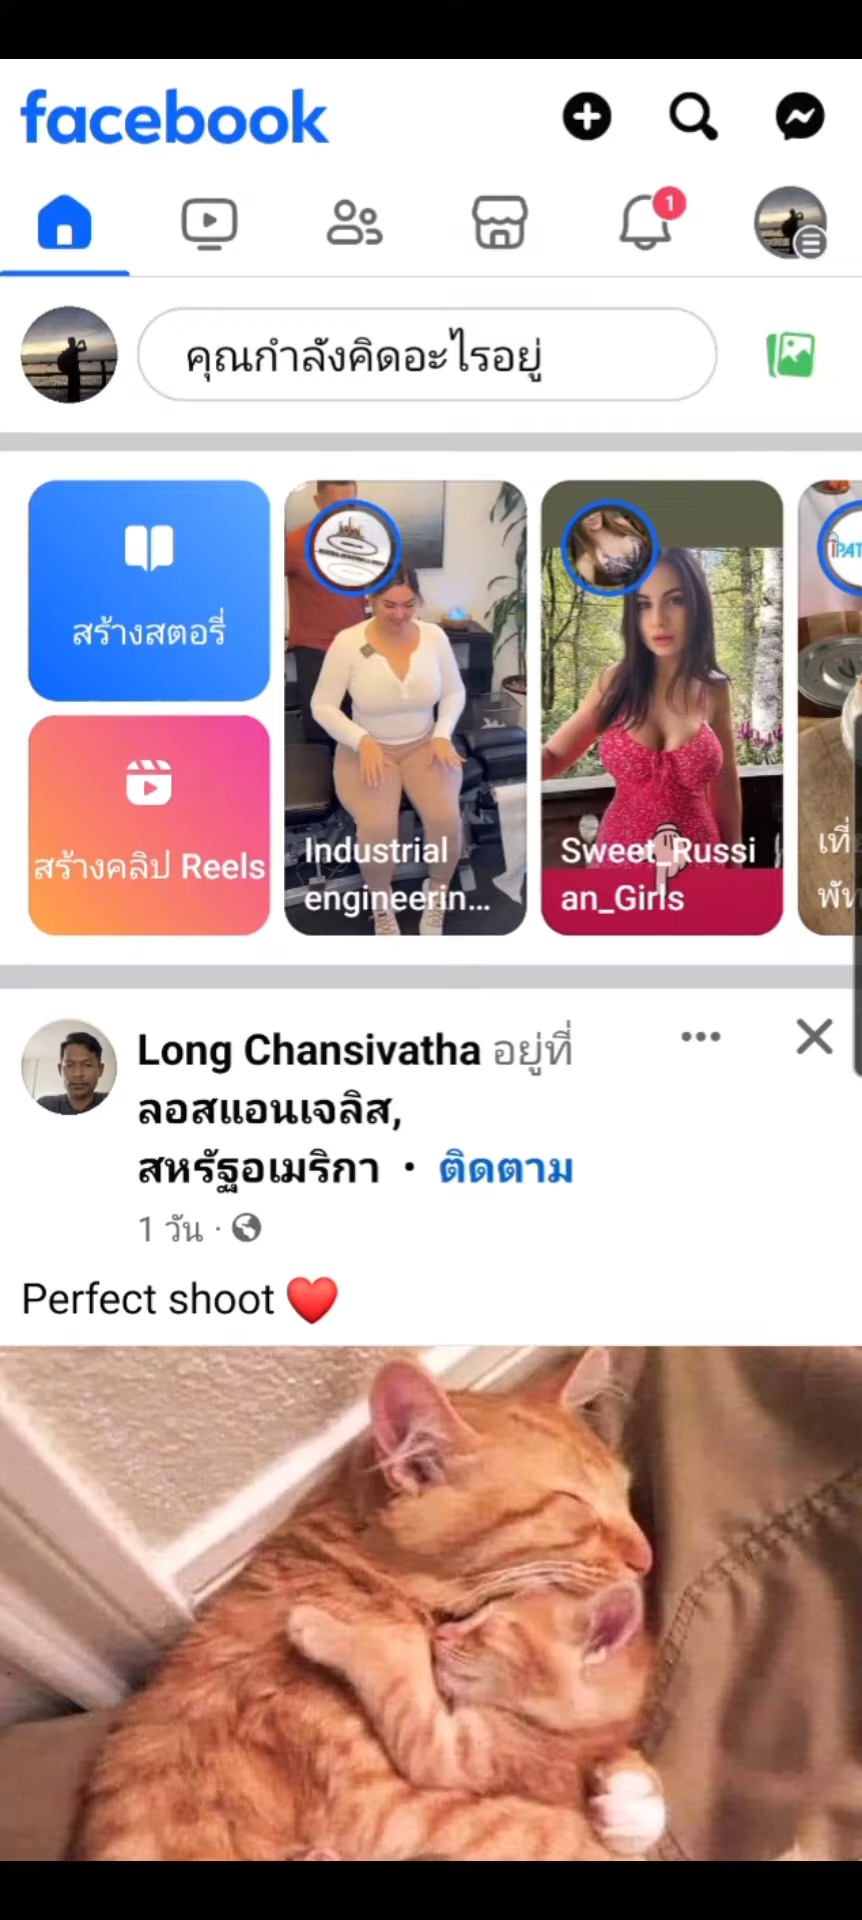 facebook
1
คุณกำลังคิดอะไรอยู่
สร้างสตอรี่
สร้างคลิป Reels
Industrial
engineerin...
Sweet_Russi
an_Girls
เที่
Long Chansivatha อยู่ที่
ลอสแอนเจลิส,
สหรัฐอเมริกา • ติดตาม
1 วัน ·
Perfect shoot ❤️